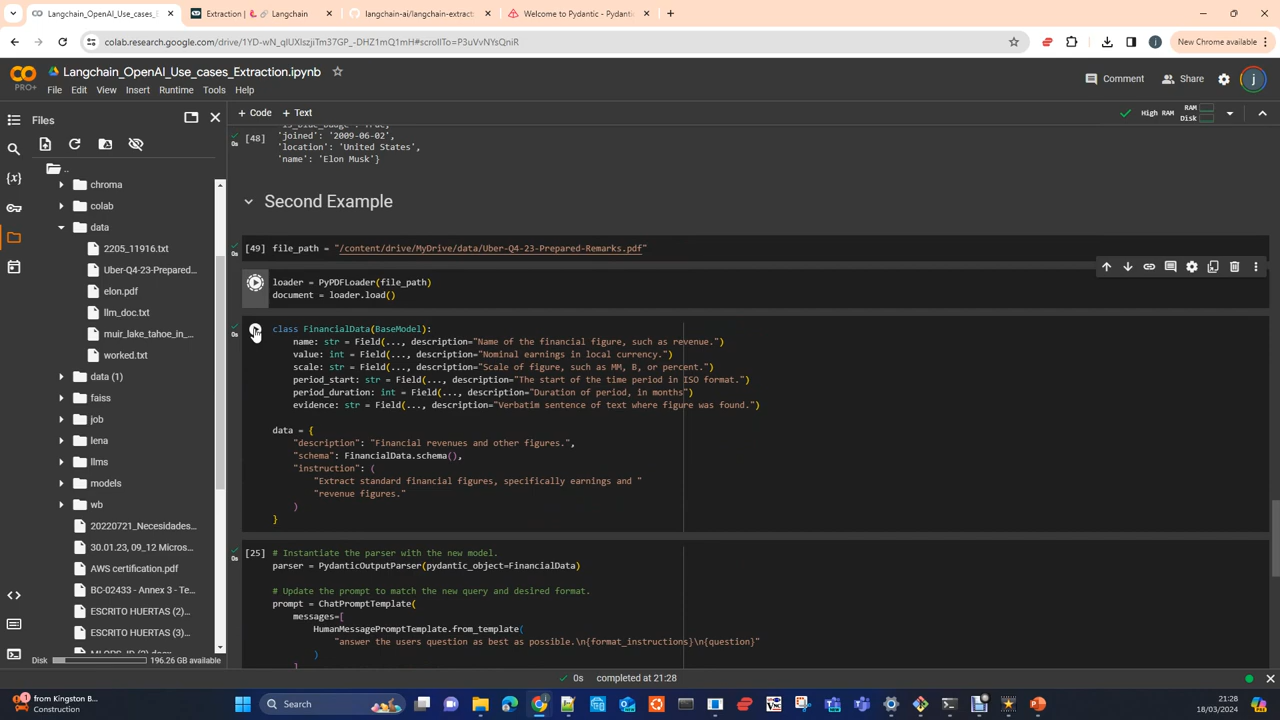 Langchain_OpenAI_Use_cases_E
Extraction | 🦜️🔗 Langchain
langchain-ai/langchain-extract:
Welcome to Pydantic - Pydantic
colab.research.google.com/drive/1YD-wN_qIUXIszjiTm37GP_-DHZ1mQ1mH#scrollTo=P3uVvNYsQniR
New Chrome available
PRO+
Langchain_OpenAI_Use_cases_Extraction.ipynb
Comment
Share
File Edit View Insert Runtime Tools Help
Files
+ Code + Text
High RAM
RAM
Disk
..
chroma
colab
data
2205_11916.txt
Uber-Q4-23-Prepared...
elon.pdf
llm_doc.txt
muir_lake_tahoe_in_...
worked.txt
data (1)
faiss
job
lena
llms
models
wb
20220721_Necesidades...
30.01.23, 09_12 Micros...
AWS certification.pdf
BC-02433 - Annex 3 - Te...
ESCRITO HUERTAS (2)...
ESCRITO HUERTAS (3)...
Disk
196.26 GB available
0s
[48]
'joined': '2009-06-02',
'location': 'United States',
'name': 'Elon Musk'}
Second Example
0s
[49] file_path = "/content/drive/MyDrive/data/Uber-Q4-23-Prepared-Remarks.pdf"
loader = PyPDFLoader(file_path)
document = loader.load()
0s
class FinancialData(BaseModel):
name: str = Field(..., description="Name of the financial figure, such as revenue.")
value: int = Field(..., description="Nominal earnings in local currency.")
scale: str = Field(..., description="Scale of figure, such as MM, B, or percent.")
period_start: str = Field(..., description="The start of the time period in ISO format.")
period_duration: int = Field(..., description="Duration of period, in months")
evidence: str = Field(..., description="Verbatim sentence of text where figure was found.")
data = {
"description": "Financial revenues and other figures.",
"schema": FinancialData.schema(),
"instruction": (
"Extract standard financial figures, specifically earnings and "
"revenue figures."
)
}
0s
[25] # Instantiate the parser with the new model.
parser = PydanticOutputParser(pydantic_object=FinancialData)
# Update the prompt to match the new query and desired format.
prompt = ChatPromptTemplate(
messages=[
HumanMessagePromptTemplate.from_template(
"answer the users question as best as possible.\n{format_instructions}\n{question}"
)
0s completed at 21:28
from Kingston B...
Construction
Search
21:28
18/03/2024